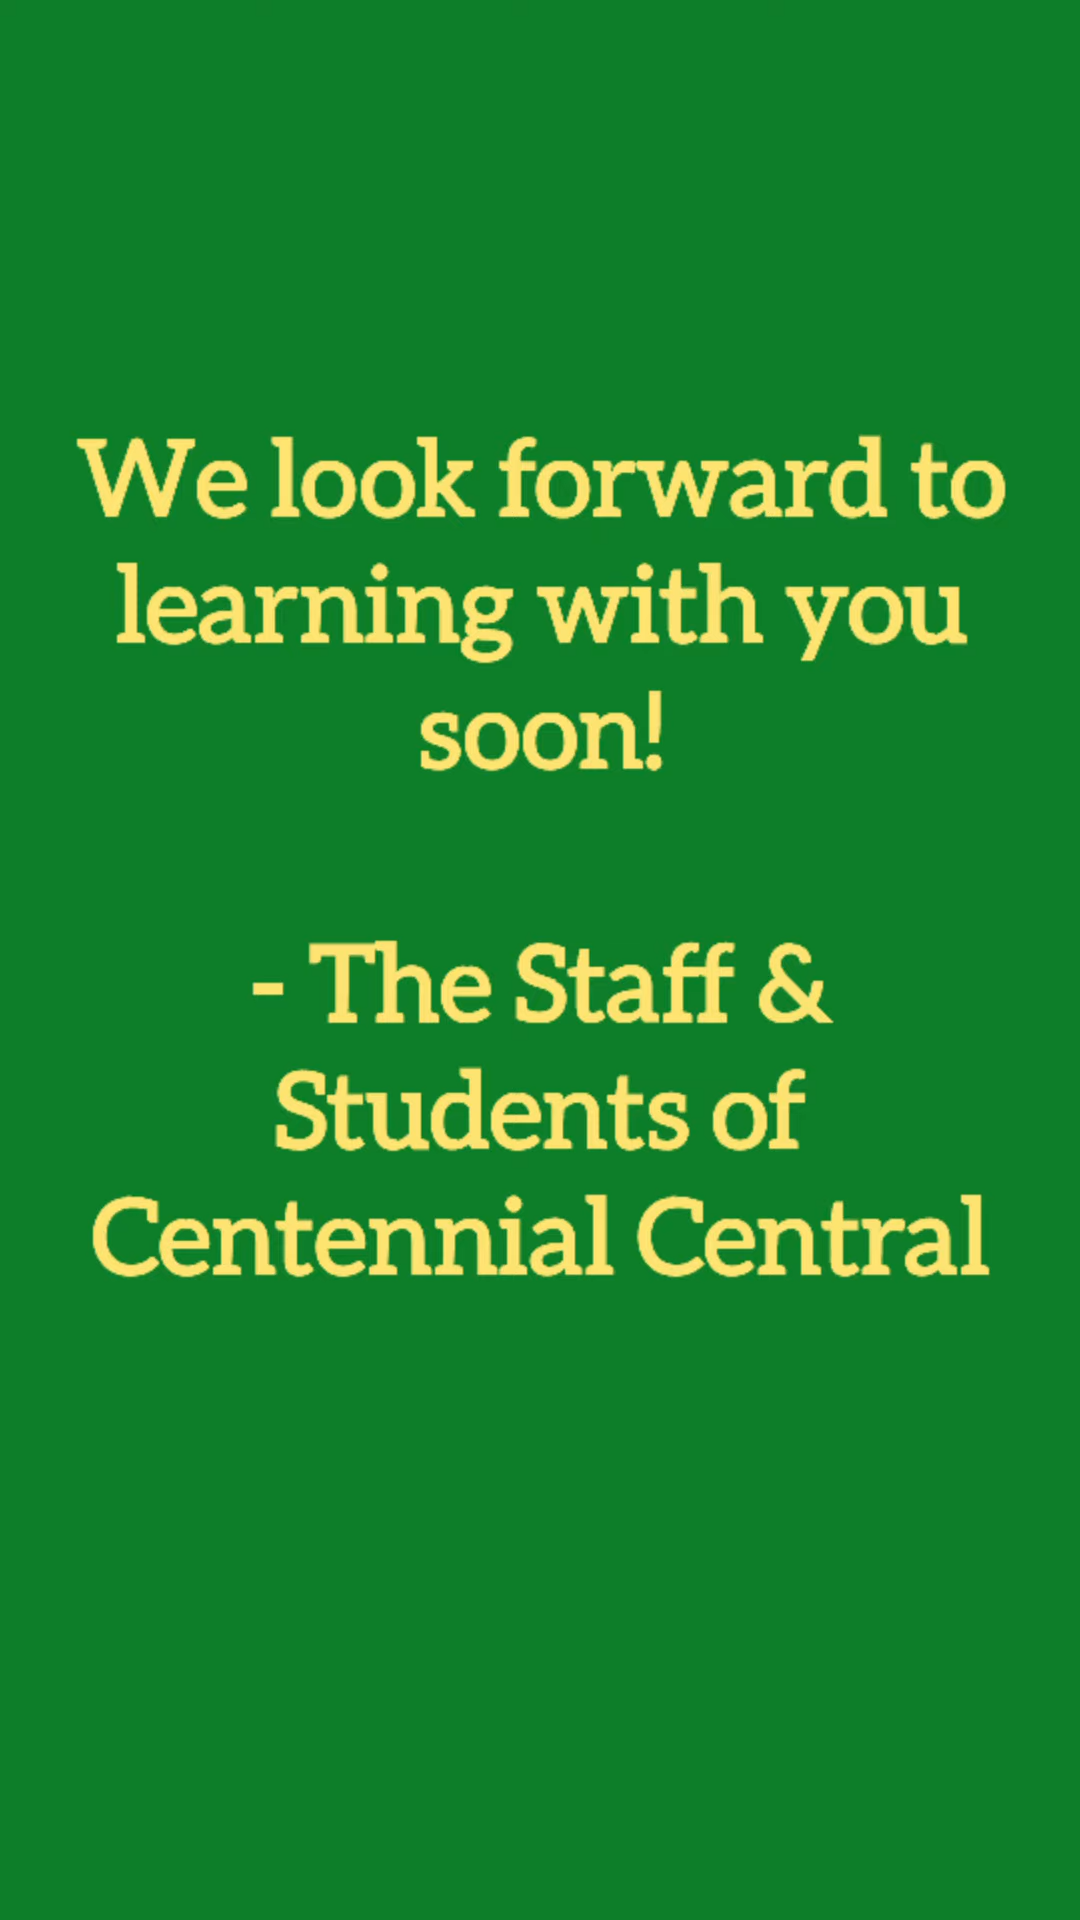 We look forward to
learning with you
soon!
- The Staff &
Students of
Centennial Central